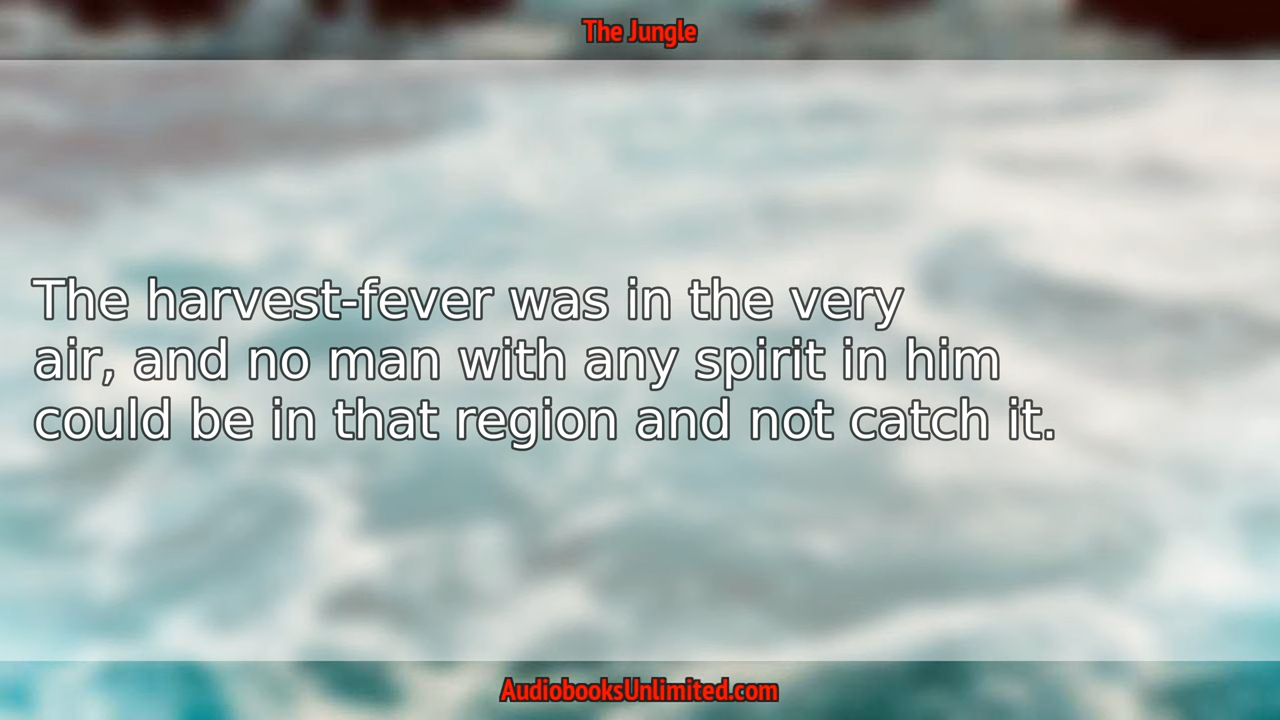 The Jungle
The harvest-fever was in the very
air, and no man with any spirit in him
could be in that region and not catch it.
AudiobooksUnlimited.com